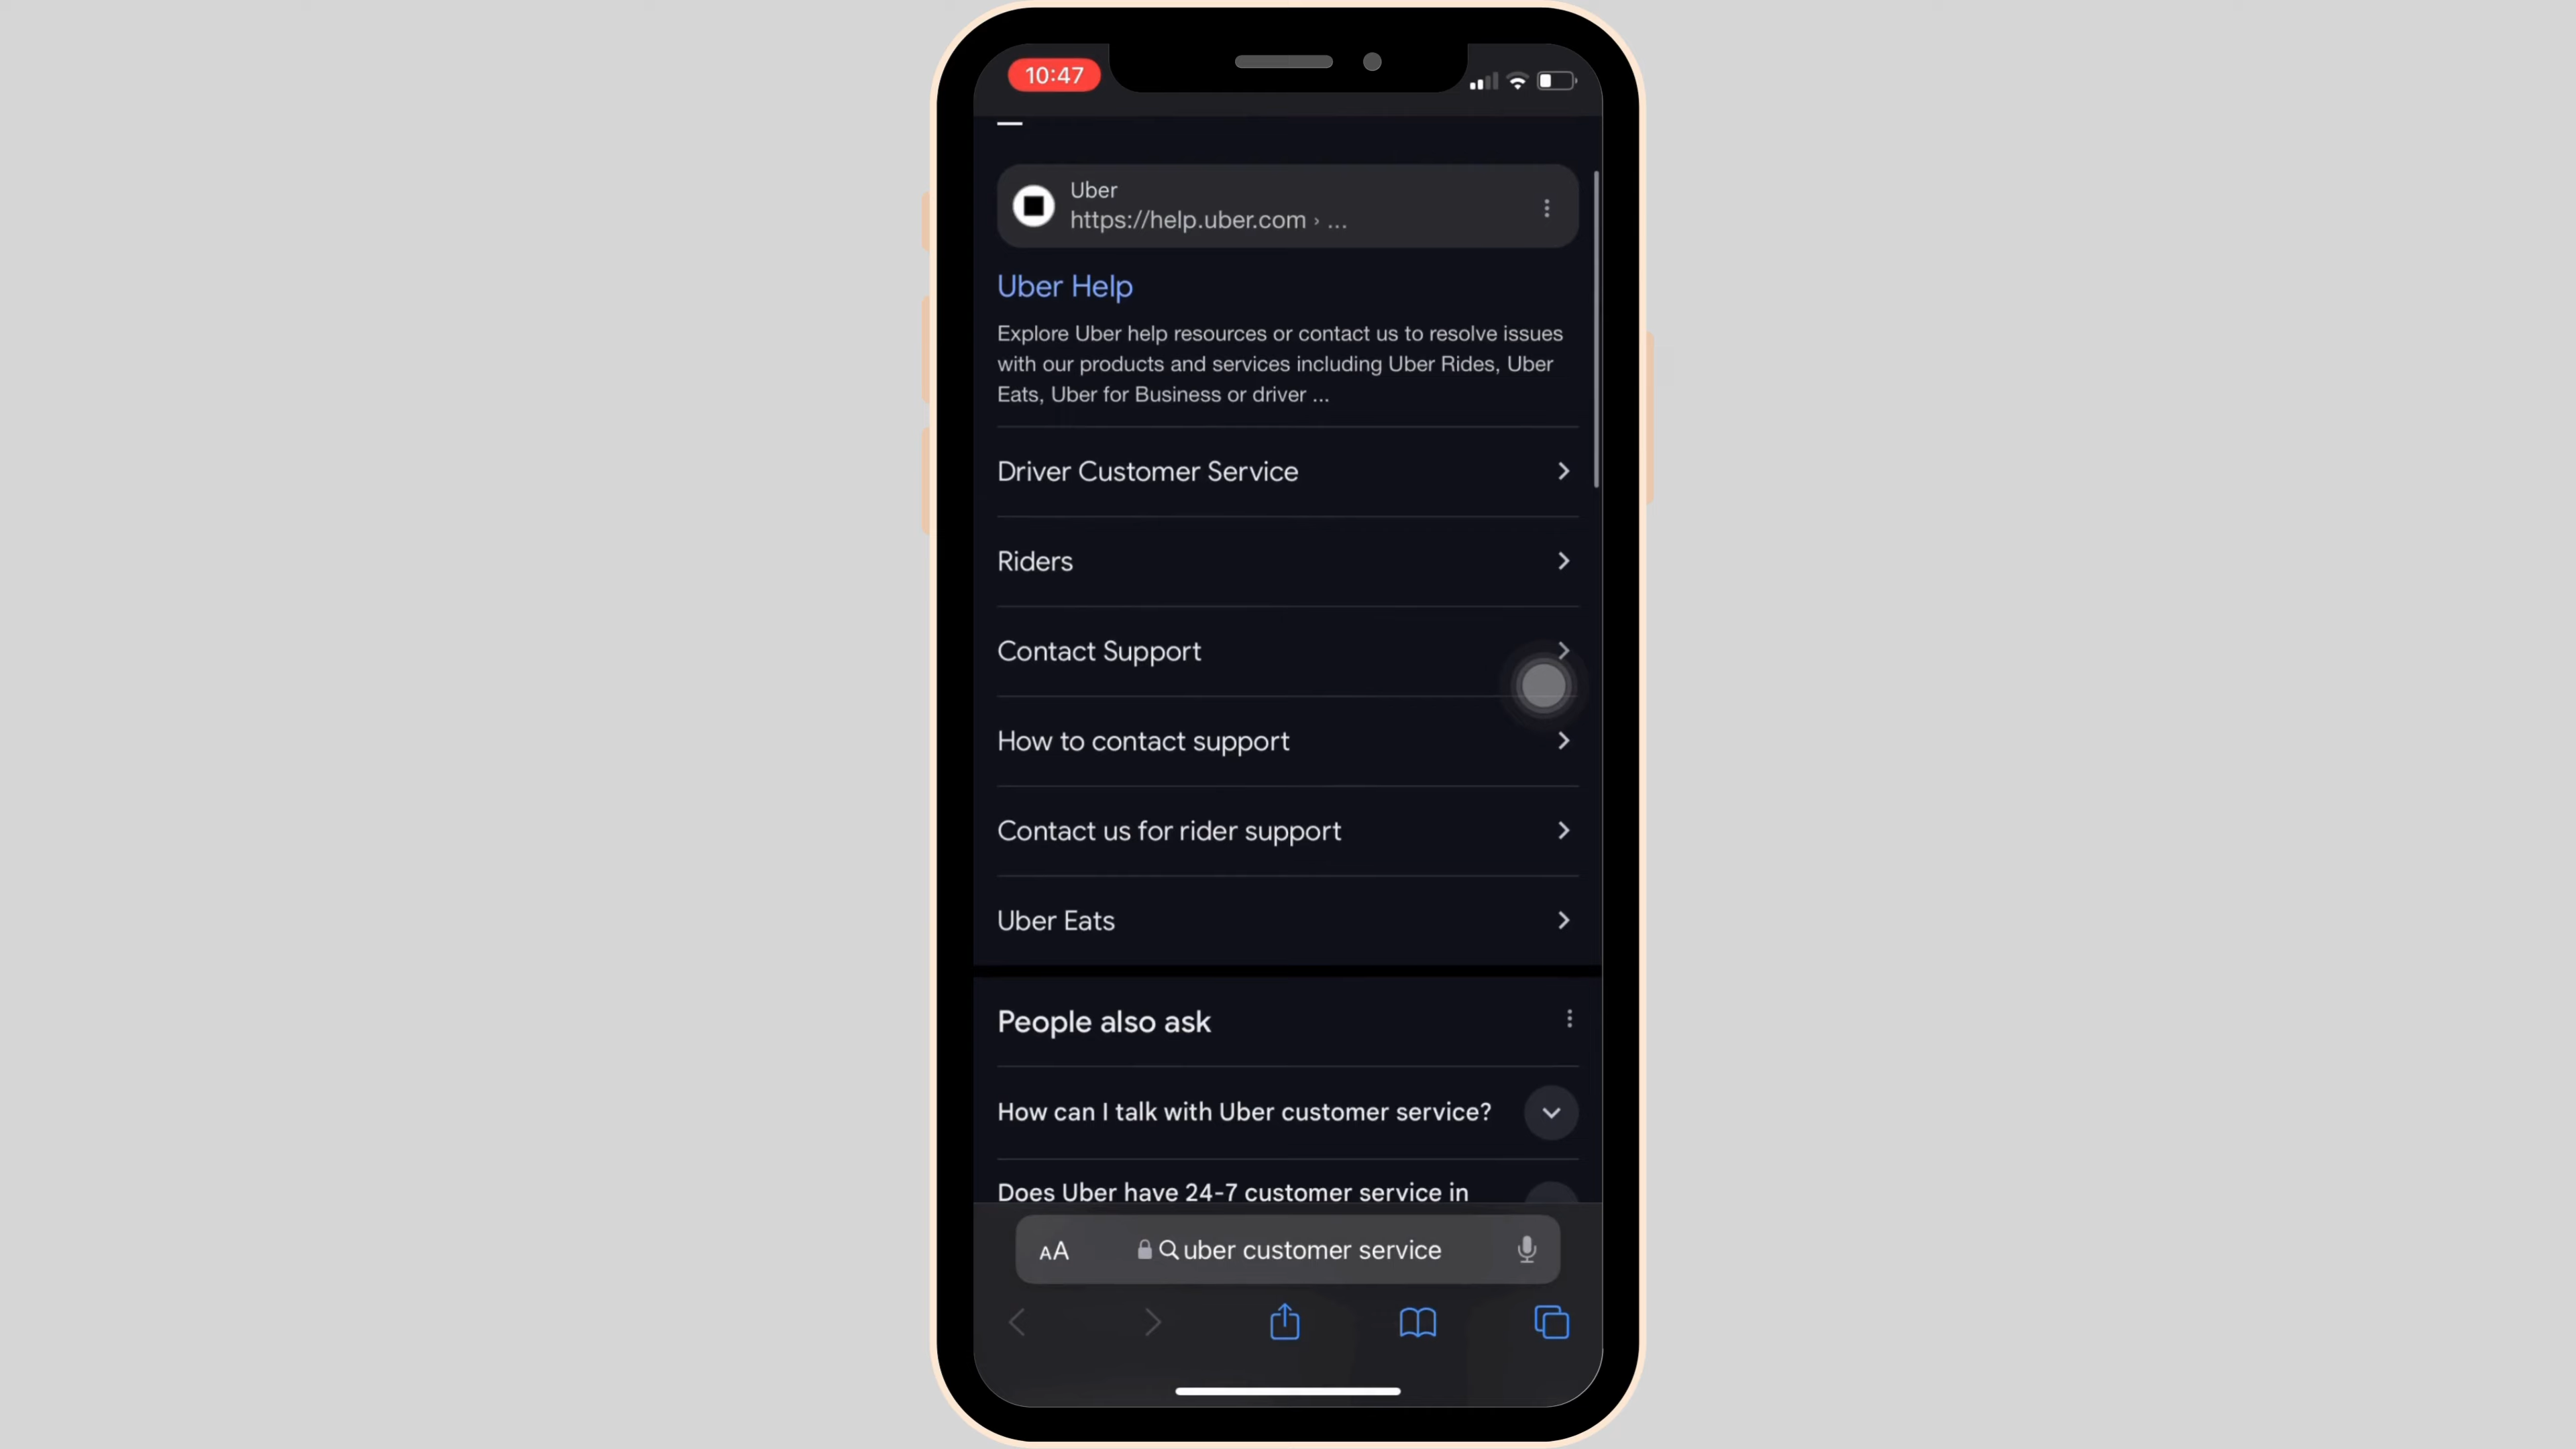 10:47
Uber
https://help.uber.com › ...
Uber Help
Explore Uber help resources or contact us to resolve issues
with our products and services including Uber Rides, Uber
Eats, Uber for Business or driver ...
Driver Customer Service
Riders
Contact Support
How to contact support
Contact us for rider support
Uber Eats
People also ask
How can I talk with Uber customer service?
Does Uber have 24-7 customer service in
AA uber customer service